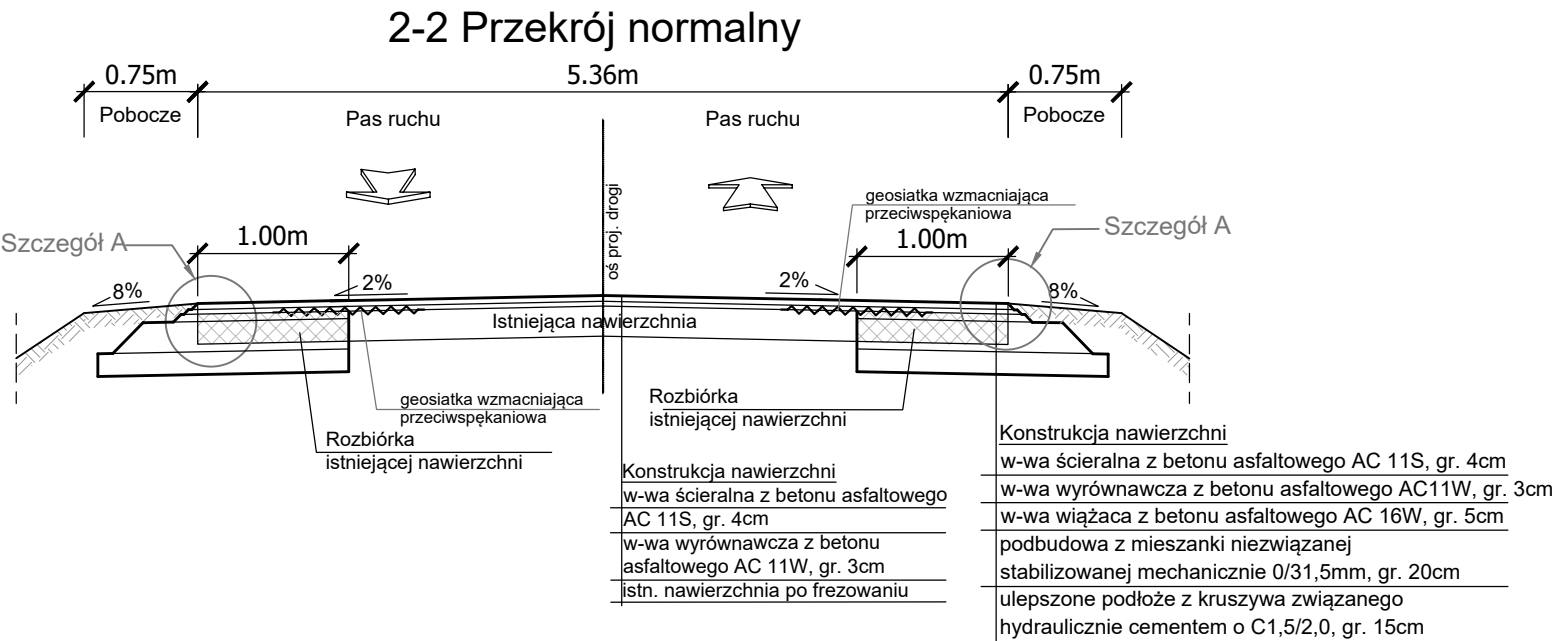 2-2 Przekrój normalny
0.75m
5.36m
0.75m
Pobocze
Pas ruchu
Pas ruchu
Pobocze
oś proj. drogi
geosiatka wzmacniająca
przeciwspękaniowa
Szczegół A
1.00m
1.00m
Szczegół A
8%
2%
2%
8%
Istniejąca nawierzchnia
geosiatka wzmacniająca
przeciwspękaniowa
Rozbiórka
istniejącej nawierzchni
Rozbiórka
istniejącej nawierzchni
Konstrukcja nawierzchni
w-wa ścieralna z betonu asfaltowego
AC 11S, gr. 4cm
w-wa wyrównawcza z betonu
asfaltowego AC 11W, gr. 3cm
istn. nawierzchnia po frezowaniu
Konstrukcja nawierzchni
w-wa ścieralna z betonu asfaltowego AC 11S, gr. 4cm
w-wa wyrównawcza z betonu asfaltowego AC11W, gr. 3cm
w-wa wiążaca z betonu asfaltowego AC 16W, gr. 5cm
podbudowa z mieszanki niezwiązanej
stabilizowanej mechanicznie 0/31,5mm, gr. 20cm
ulepszone podłoże z kruszywa związanego
hydraulicznie cementem o C1,5/2,0, gr. 15cm